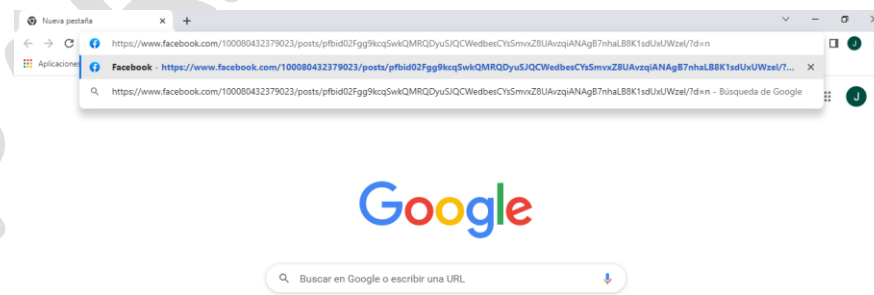 Nueva pestaña
https://www.facebook.com/100080432379023/posts/pfbid02Fgg9kcqSwkQMRQDyuSJQCWedbesCYsSmvxZ8UAvzqiANAgB7nhaLB8K1sdUxUWzel/?d=n
Aplicaciones
Facebook - https://www.facebook.com/100080432379023/posts/pfbid02Fgg9kcqSwkQMRQDyuSJQCWedbesCYsSmvxZ8UAvzqiANAgB7nhaLB8K1sdUxUWzel/?...
https://www.facebook.com/100080432379023/posts/pfbid02Fgg9kcqSwkQMRQDyuSJQCWedbesCYsSmvxZ8UAvzqiANAgB7nhaLB8K1sdUxUWzel/?d=n - Búsqueda de Google
J
J
Google
Buscar en Google o escribir una URL